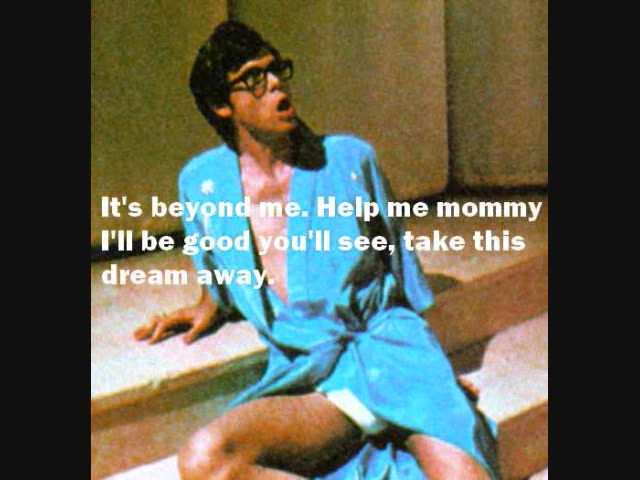 It's beyond me. Help me mommy
I'll be good you'll see, take this
dream away.